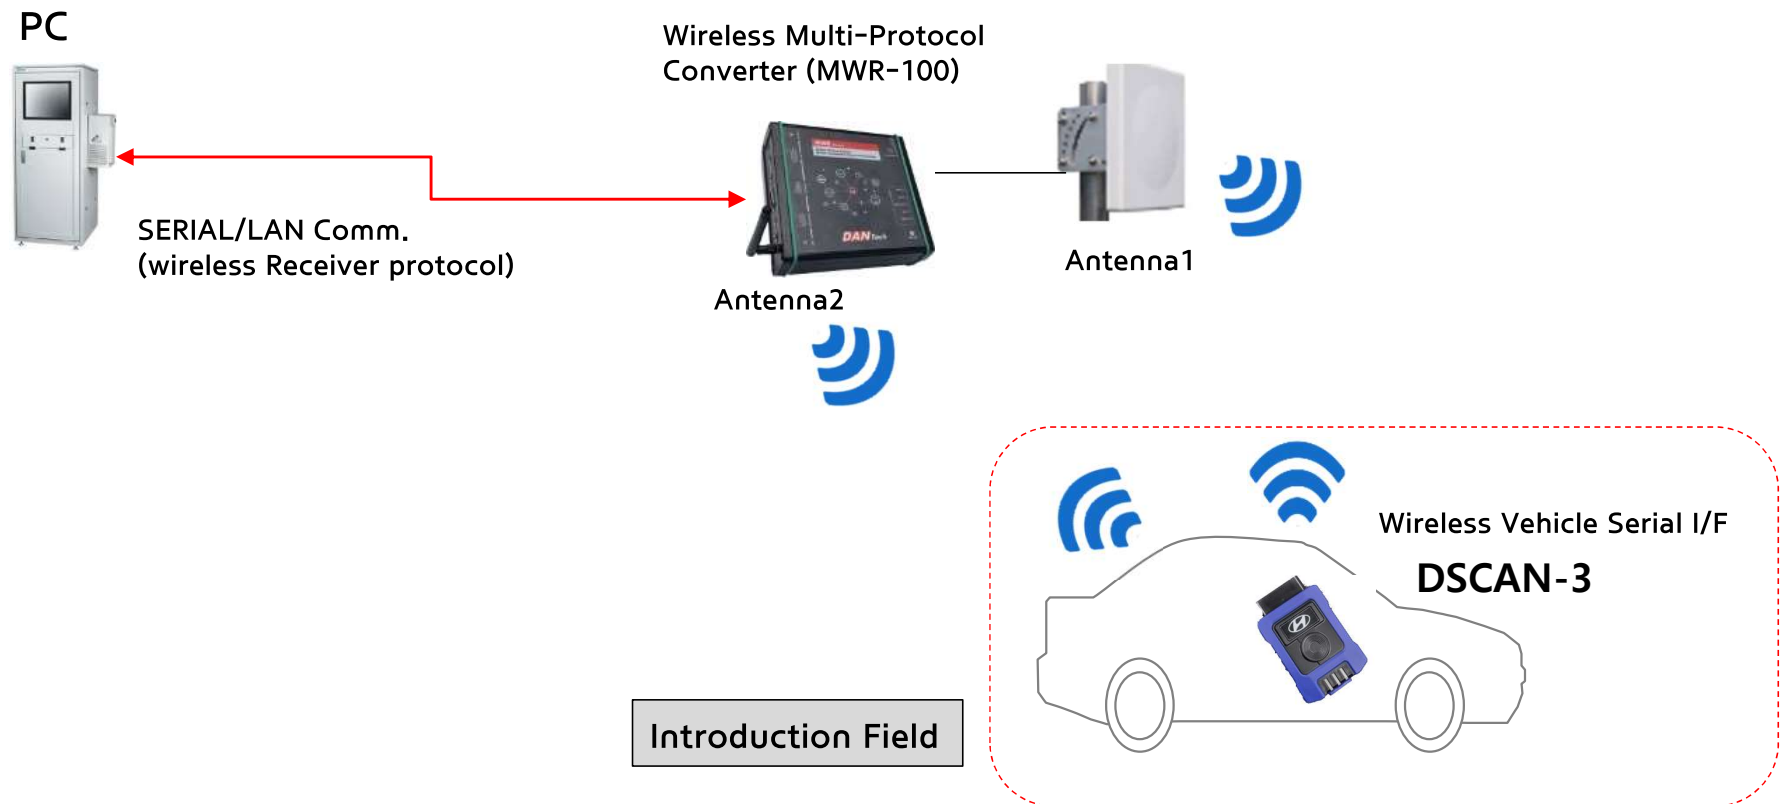 PC
Wireless Multi-Protocol
Converter (MWR-100)
SERIAL/LAN Comm.
(wireless Receiver protocol)
DAN Tech
Antenna1
Antenna2
Wireless Vehicle Serial I/F
DSCAN-3
Introduction Field